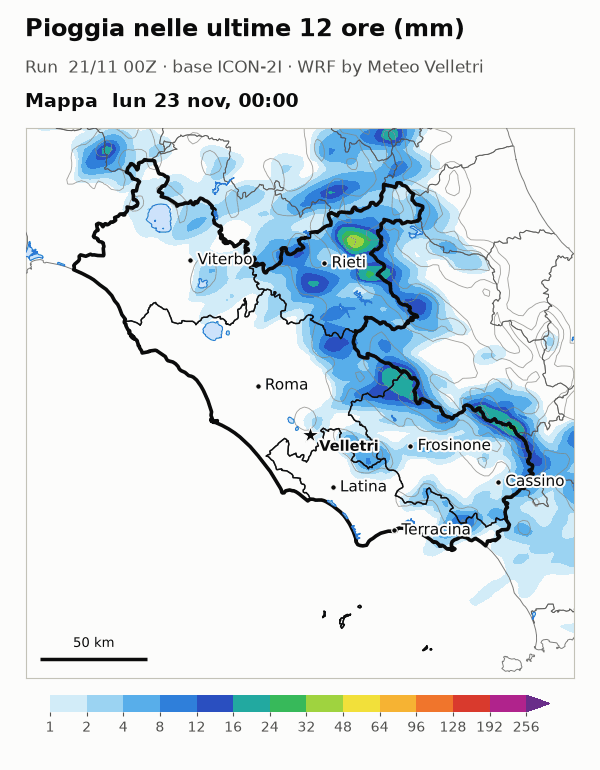 Pioggia nelle ultime 12 ore (mm)
Run  21/11 00Z · base ICON-2I · WRF by Meteo Velletri
Mappa  lun 23 nov, 00:00
Viterbo
Rieti
Roma
Velletri
Frosinone
Latina
Cassino
Terracina
50 km
1 2 4 8 12 16 24 32 48 64 96 128 192 256